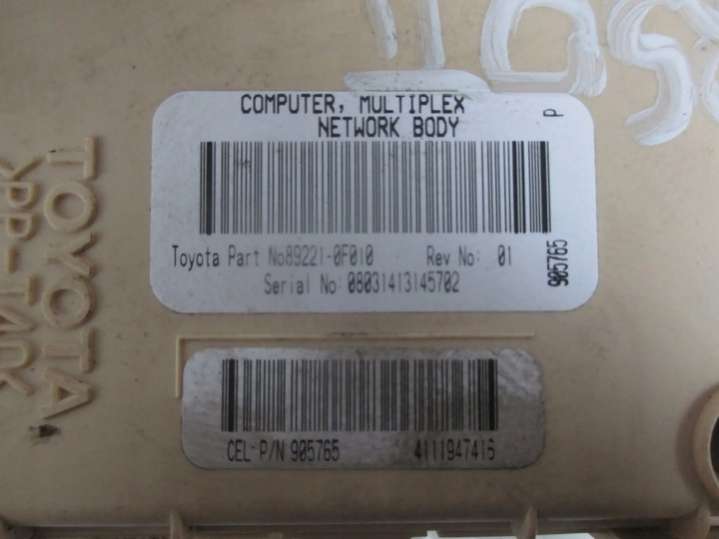 COMPUTER, MULTIPLEX
NETWORK BODY
P
905765
Toyota Part No89221-0F010 Rev No: 01
Serial No:08031413145702
CEL-P/N 905765 4111947416
TOYOTA